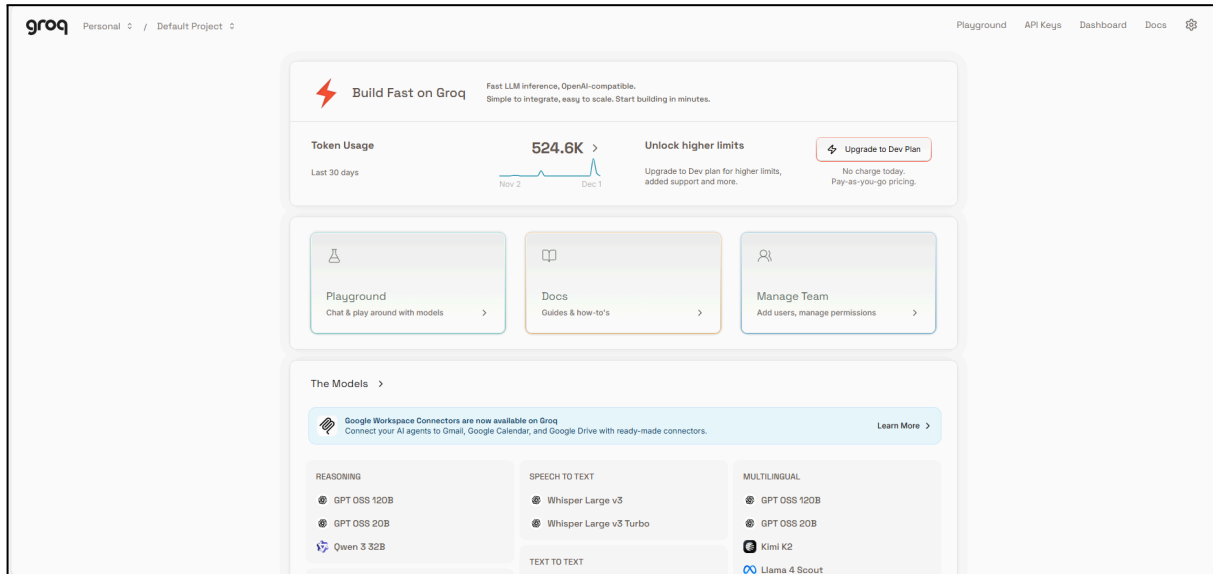 groq
Personal / Default Project
Playground API Keys Dashboard Docs
Build Fast on Groq
Fast LLM inference, OpenAI-compatible.
Simple to integrate, easy to scale. Start building in minutes.
Token Usage
Last 30 days
524.6K >
Nov 2 Dec 1
Unlock higher limits
Upgrade to Dev plan for higher limits,
added support and more.
Upgrade to Dev Plan
No charge today.
Pay-as-you-go pricing.
Playground
Chat & play around with models >
Docs
Guides & how-to's >
Manage Team
Add users, manage permissions >
The Models >
Google Workspace Connectors are now available on Groq
Connect your AI agents to Gmail, Google Calendar, and Google Drive with ready-made connectors.
Learn More >
REASONING
GPT OSS 120B
GPT OSS 20B
Qwen 3 32B
SPEECH TO TEXT
Whisper Large v3
Whisper Large v3 Turbo
TEXT TO TEXT
MULTILINGUAL
GPT OSS 120B
GPT OSS 20B
Kimi K2
Llama 4 Scout